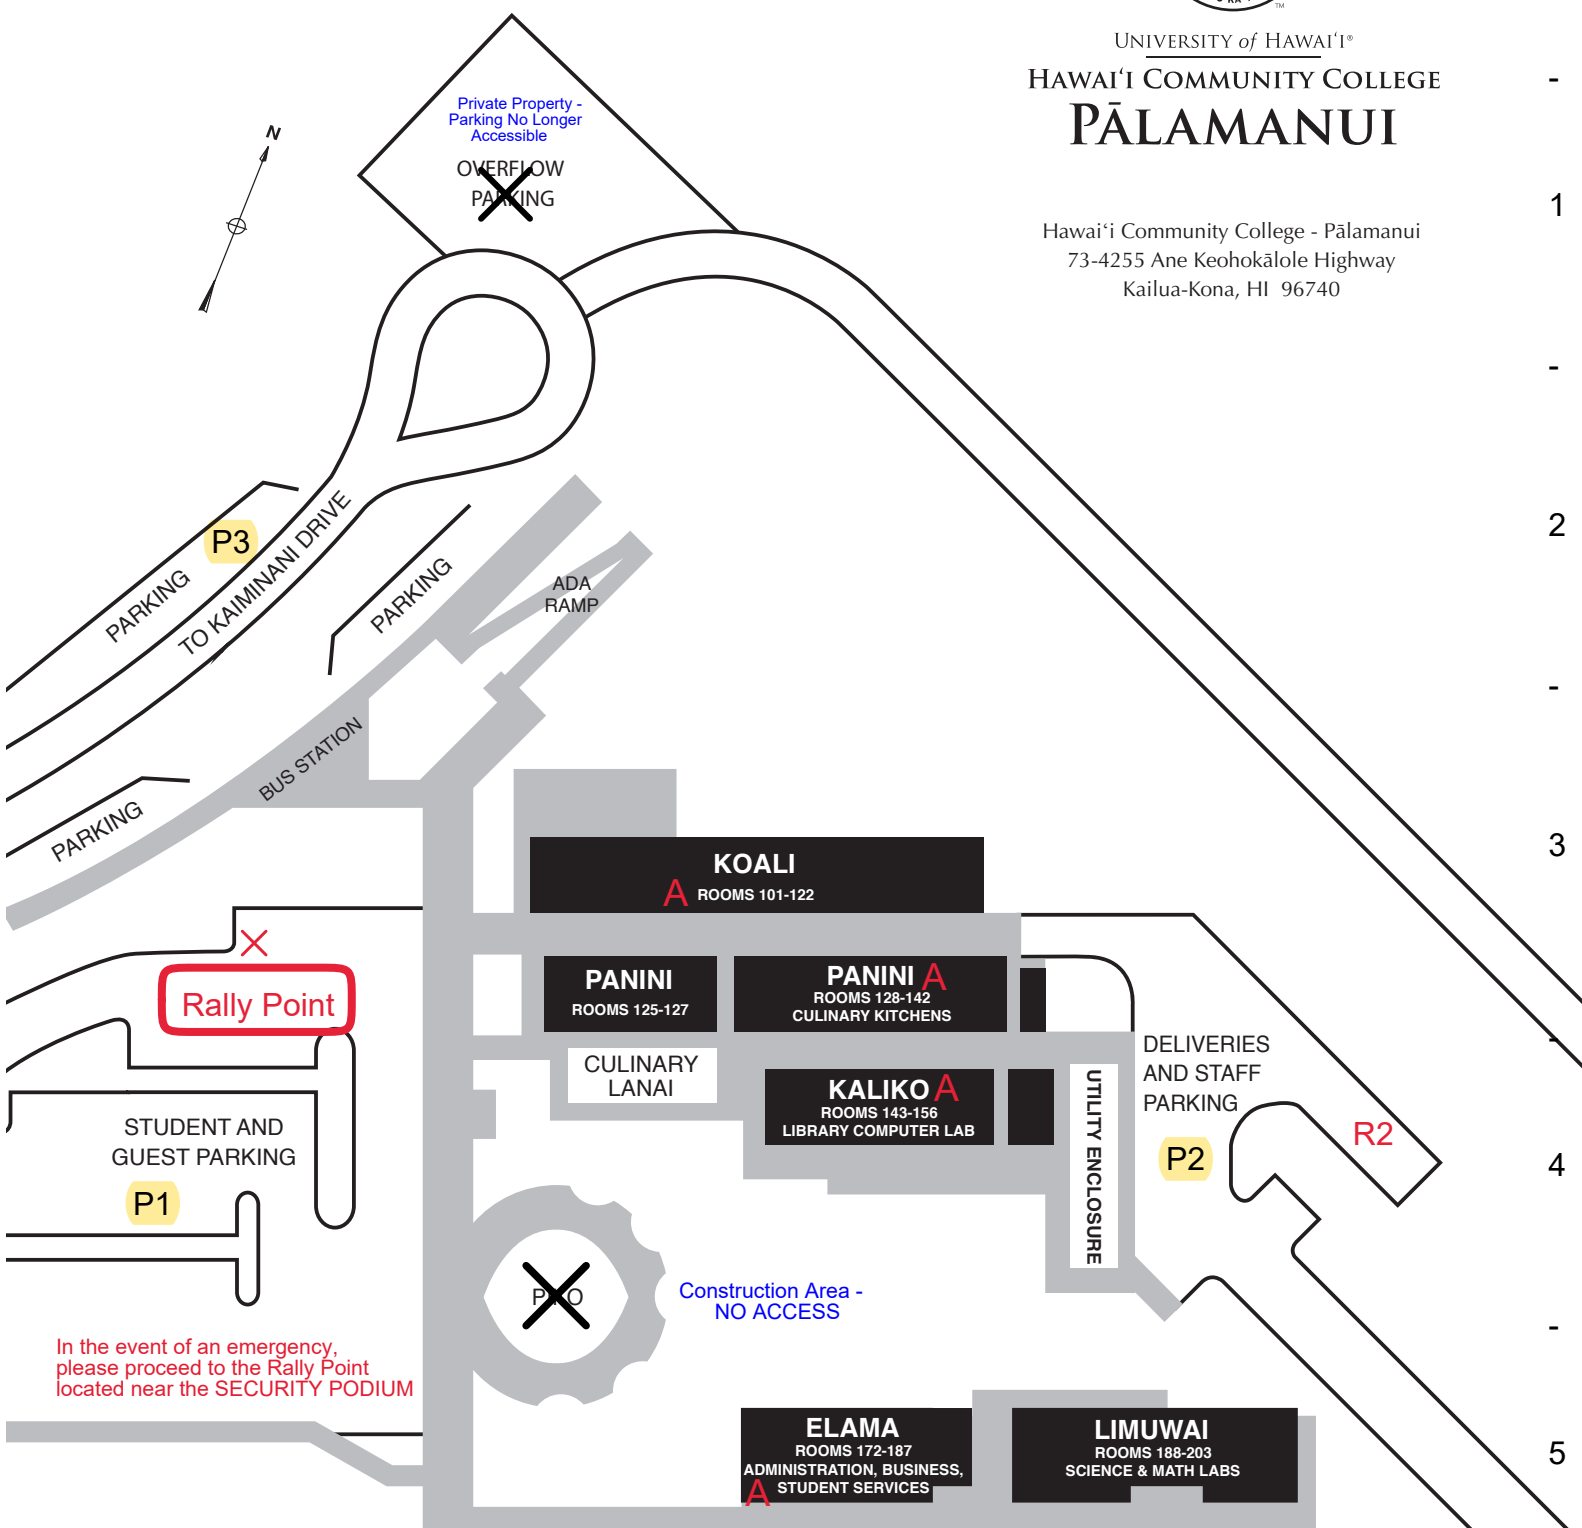 TM
UNIVERSITY of HAWAIʻI®
HAWAIʻI COMMUNITY COLLEGE
PĀLAMANUI
Hawaiʻi Community College - Pālamanui
73-4255 Ane Keohokālole Highway
Kailua-Kona, HI 96740
N
Private Property -
Parking No Longer
Accessible
OVERFLOW
PARKING
-
1
-
2
-
3
-
4
-
5
P3
PARKING
TO KAIMINANI DRIVE
PARKING
ADA
RAMP
BUS STATION
PARKING
KOALI
A ROOMS 101-122
Rally Point
PANINI
ROOMS 125-127
PANINI A
ROOMS 128-142
CULINARY KITCHENS
CULINARY
LANAI
KALIKO A
ROOMS 143-156
LIBRARY COMPUTER LAB
UTILITY ENCLOSURE
DELIVERIES
AND STAFF
PARKING
P2
R2
STUDENT AND
GUEST PARKING
P1
Construction Area -
NO ACCESS
In the event of an emergency,
please proceed to the Rally Point
located near the SECURITY PODIUM
ELAMA
ROOMS 172-187
ADMINISTRATION, BUSINESS,
A STUDENT SERVICES
LIMUWAI
ROOMS 188-203
SCIENCE & MATH LABS